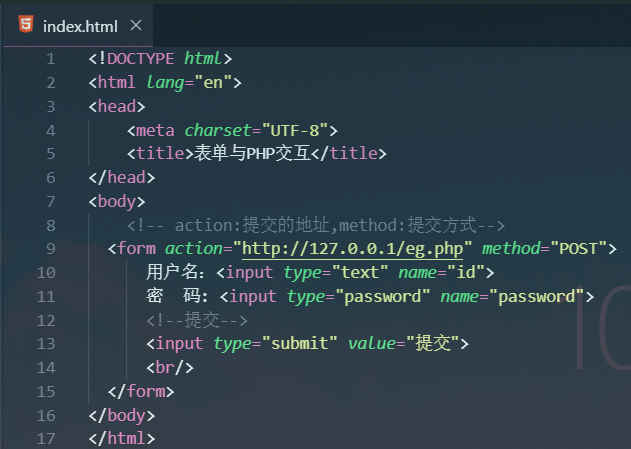 index.html
1 <!DOCTYPE html>
2 <html lang="en">
3 <head>
4 <meta charset="UTF-8">
5 <title>表单与PHP交互</title>
6 </head>
7 <body>
8 <!-- action:提交的地址,method:提交方式-->
9 <form action="http://127.0.0.1/eg.php" method="POST">
10 用户名: <input type="text" name="id">
11 密  码: <input type="password" name="password">
12 <!--提交-->
13 <input type="submit" value="提交">
14 <br/>
15 </form>
16 </body>
17 </html>